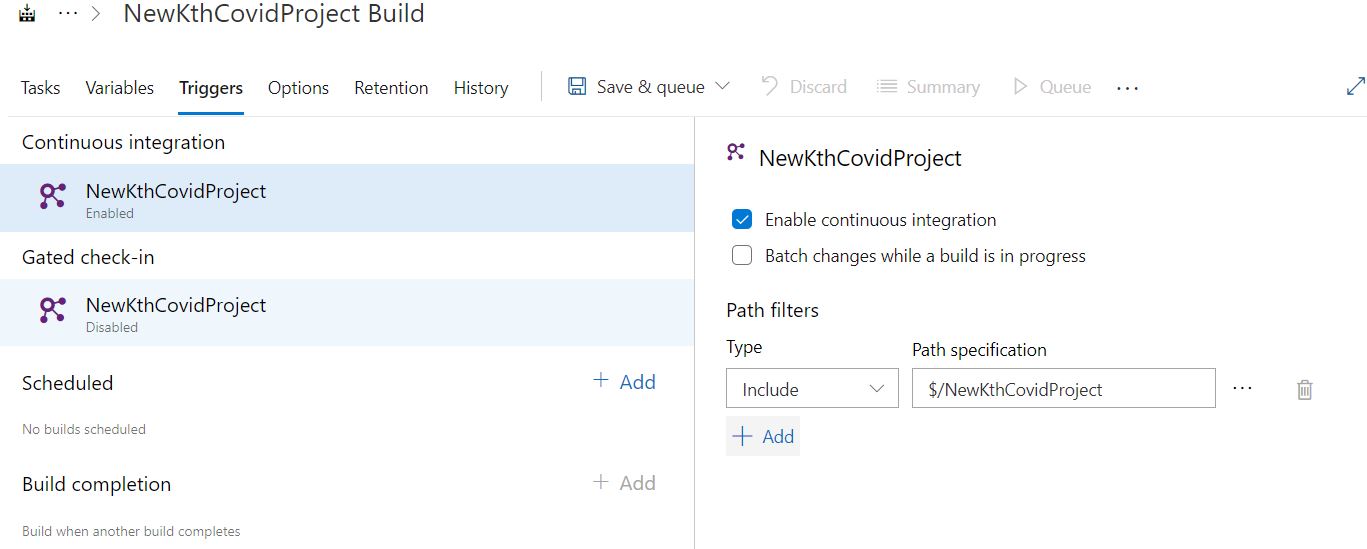 ··· > NewKthCovidProject Build
Tasks Variables Triggers Options Retention History Save & queue Discard Summary Queue ···
Continuous integration
NewKthCovidProject
Enabled
Gated check-in
NewKthCovidProject
Disabled
Scheduled + Add
No builds scheduled
Build completion + Add
Build when another build completes
NewKthCovidProject
Enable continuous integration
Batch changes while a build is in progress
Path filters
Type Path specification
Include $/NewKthCovidProject ···
+ Add